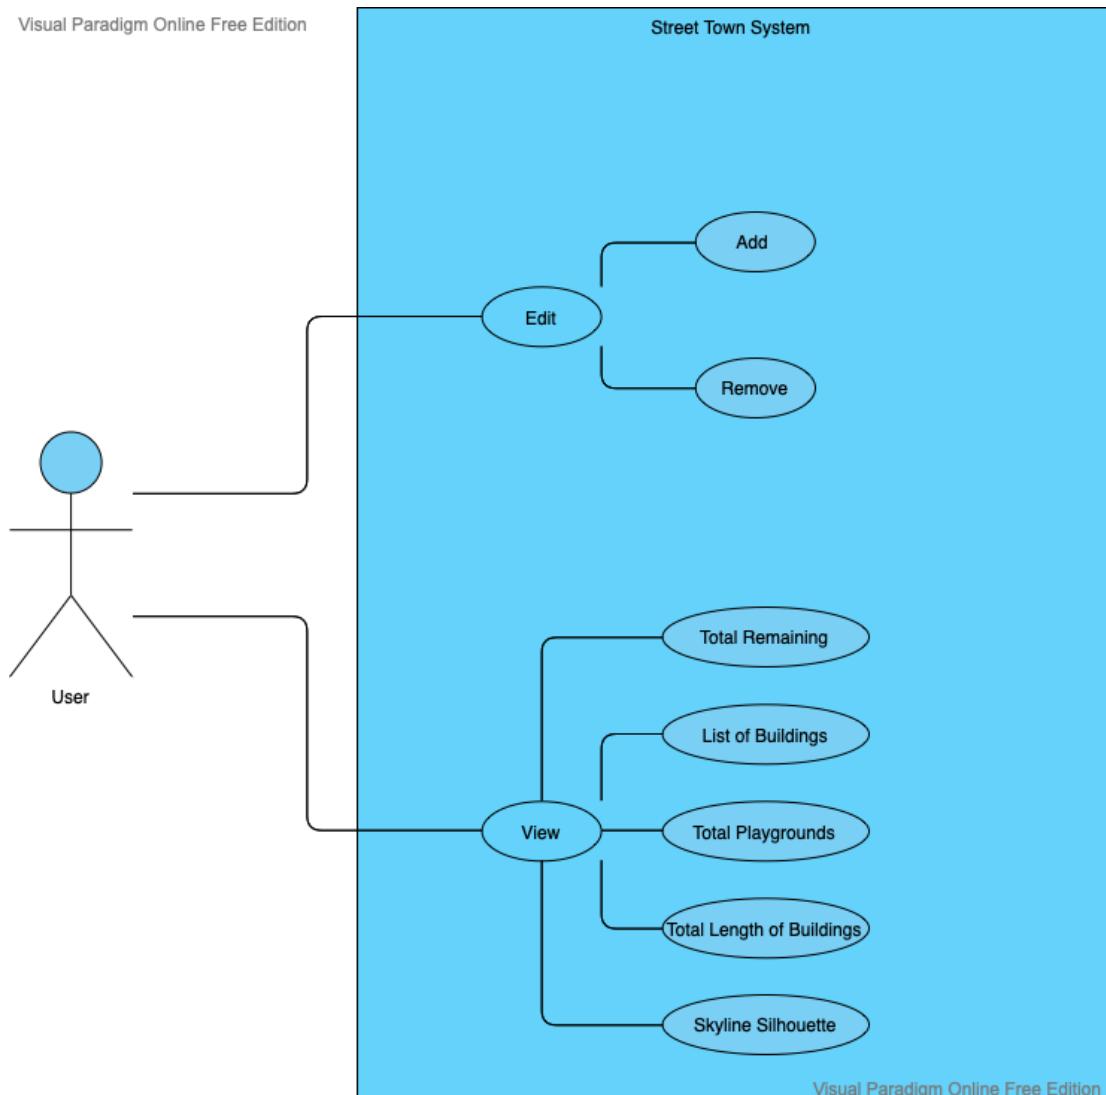 Visual Paradigm Online Free Edition
Street Town System
Add
Edit
Remove
User
Total Remaining
List of Buildings
View
Total Playgrounds
Total Length of Buildings
Skyline Silhouette
Visual Paradigm Online Free Edition